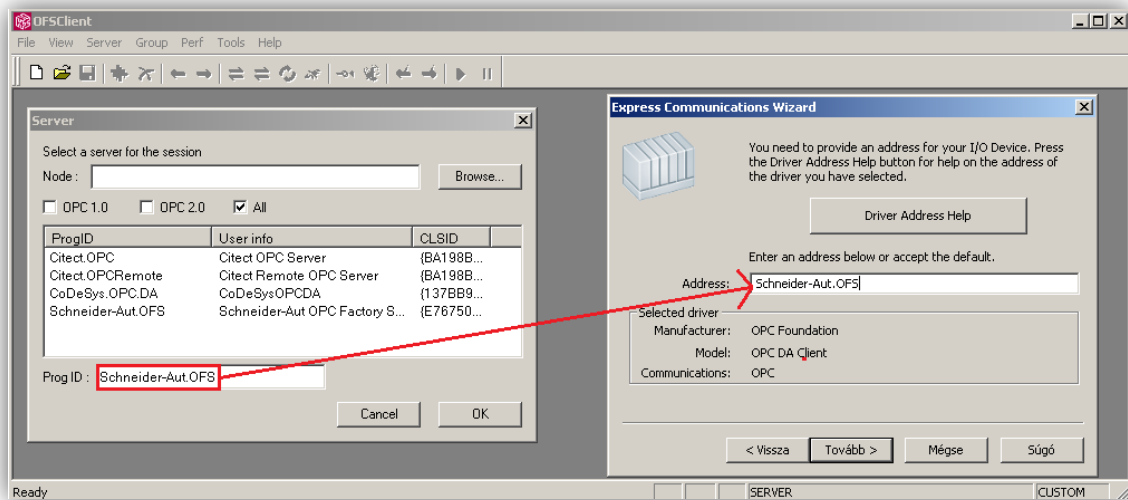 OFSClient
File View Server Group Perf Tools Help
Server
Select a server for the session
Node :
Browse...
OPC 1.0 OPC 2.0 All
ProgID User info CLSID
Citect.OPC Citect OPC Server {BA198B...
Citect.OPCRemote Citect Remote OPC Server {BA198B...
CoDeSys.OPC.DA CoDeSysOPCDA {137BB9...
Schneider-Aut.OFS Schneider-Aut OPC Factory S... {E76750...
Prog ID : Schneider-Aut.OFS
Cancel OK
Express Communications Wizard
You need to provide an address for your I/O Device. Press
the Driver Address Help button for help on the address of
the driver you have selected.
Driver Address Help
Enter an address below or accept the default.
Address: Schneider-Aut.OFS
Selected driver
Manufacturer: OPC Foundation
Model: OPC DA Client
Communications: OPC
< Vissza Tovább > Mégse Súgó
Ready SERVER CUSTOM